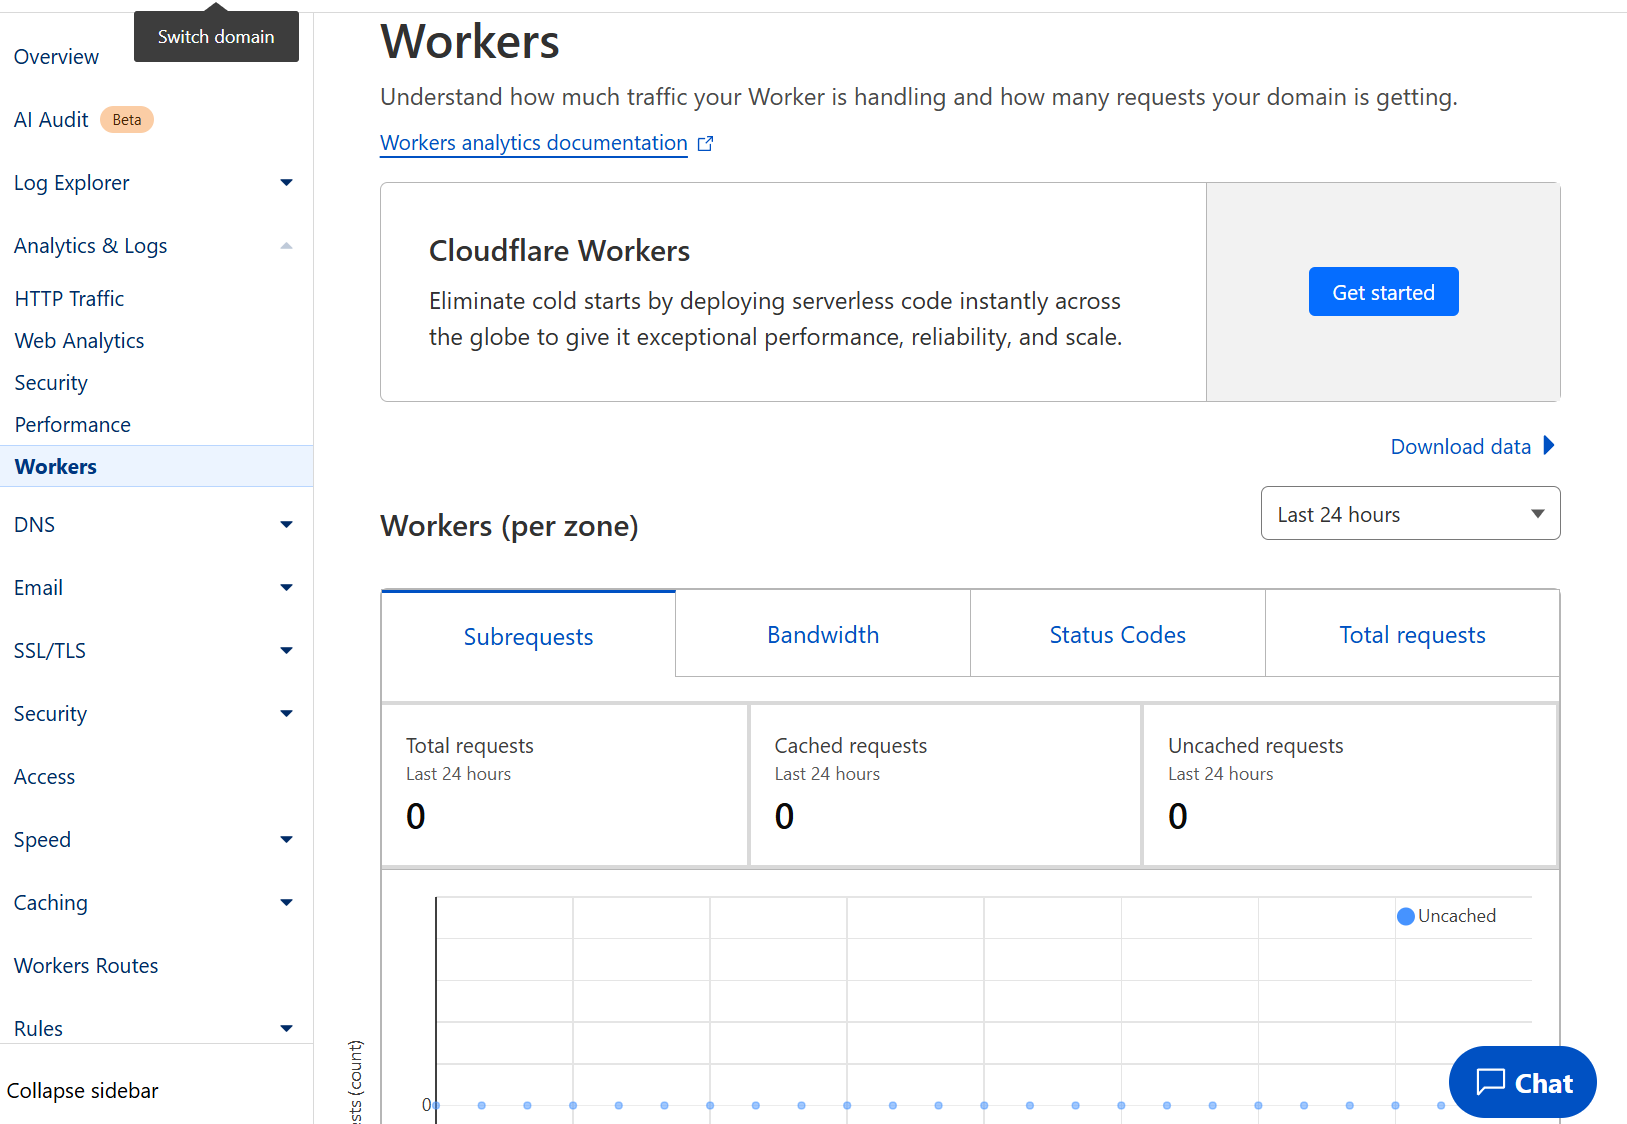 Switch domain
Overview
AI Audit Beta
Log Explorer
Analytics & Logs
HTTP Traffic
Web Analytics
Security
Performance
Workers
DNS
Email
SSL/TLS
Security
Access
Speed
Caching
Workers Routes
Rules
Collapse sidebar
Workers
Understand how much traffic your Worker is handling and how many requests your domain is getting.
Workers analytics documentation
Cloudflare Workers
Eliminate cold starts by deploying serverless code instantly across
the globe to give it exceptional performance, reliability, and scale.
Get started
Download data
Workers (per zone)
Last 24 hours
Subrequests
Bandwidth
Status Codes
Total requests
Total requests
Last 24 hours
0
Cached requests
Last 24 hours
0
Uncached requests
Last 24 hours
0
Uncached
(count)
0
Chat